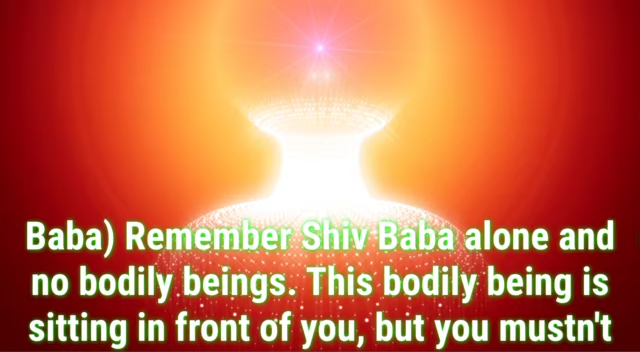 Baba) Remember Shiv Baba alone and
no bodily beings. This bodily being is
sitting in front of you, but you mustn't